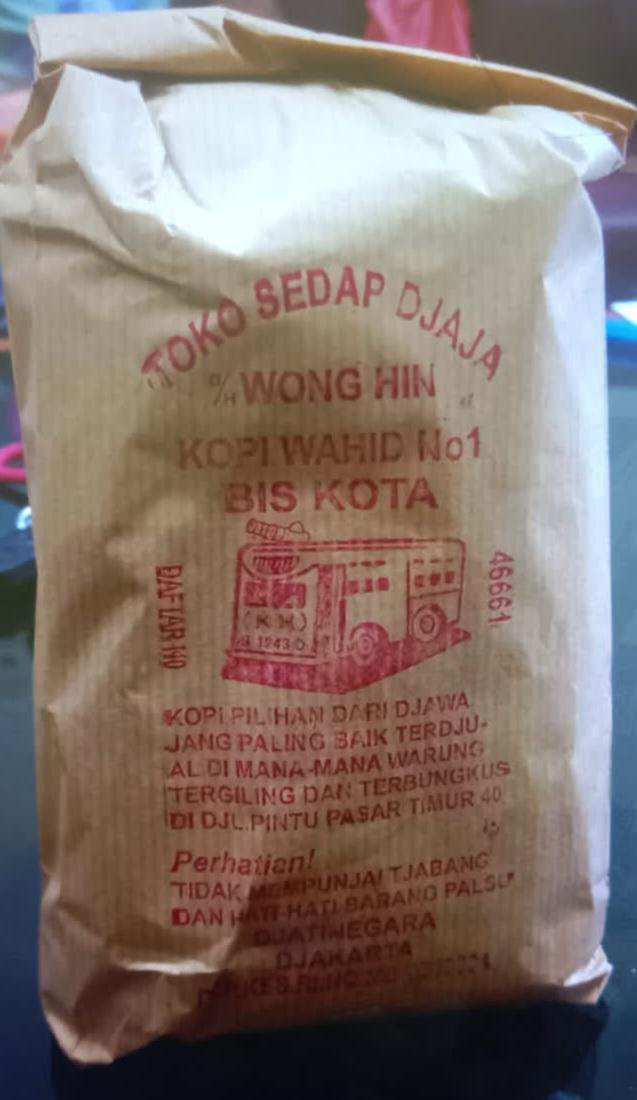 TOKO SEDAP DJAJA
%H WONG HIN
KOPI WAHID No1
BIS KOTA
DAFTAR NO
46661
(K H)
B 1243 O
KOPI PILIHAN DARI DJAWA
JANG PALING BAIK TERDJU-
AL DI MANA-MANA WARUNG
TERGILING DAN TERBUNGKUS
DI DJL.PINTU PASAR TIMUR 40
Perhatian!
TIDAK MEMPUNJAI TJABANG
DAN HATI-HATI BARANG PALSU
DJATINEGARA
DJAKARTA